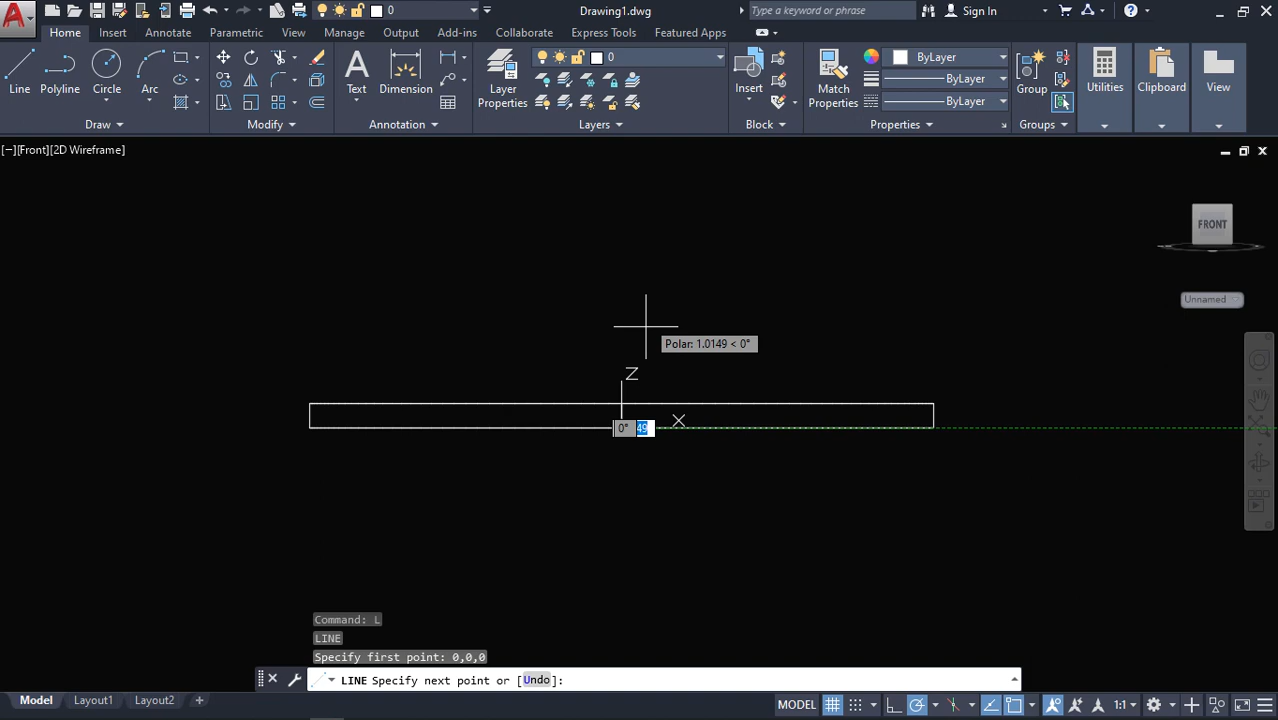 Drawing1.dwg
0
Type a keyword or phrase
Sign In
Home Insert Annotate Parametric View Manage Output Add-ins Collaborate Express Tools Featured Apps
Line Polyline Circle Arc
Text Dimension
Layer
Properties
0
Insert
Match
Properties
ByLayer
ByLayer
ByLayer
Group
Utilities
Clipboard
View
Draw Modify Annotation Layers Block Properties Groups
[−][Front][2D Wireframe]
FRONT
Unnamed
Polar: 1.0149 < 0°
Z
X
0° 49
Command: L
LINE
Specify first point: 0,0,0
LINE Specify next point or [Undo]:
Model Layout1 Layout2 +
MODEL
1:1